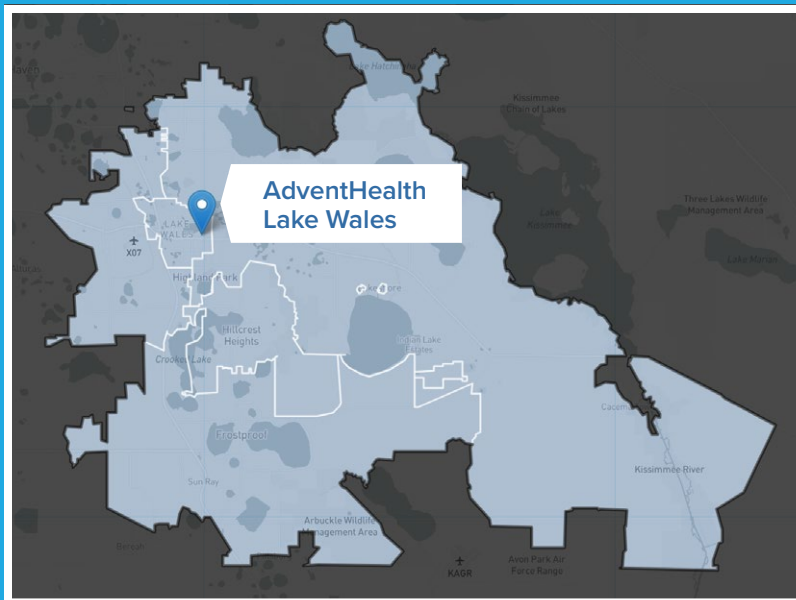 Lake Hatchineha
Kissimmee
Chain of Lakes
AdventHealth
Lake Wales
LAKE
WALES
X07
Three Lakes Wildlife
Management Area
Lake
Kissimmee
Lake Marian
Highland Park
Indian Lake
Estates
Hillcrest
Heights
Crooked Lake
Frostproof
Kissimmee River
Sun Ray
Arbuckle Wildlife
Management Area
Avon Park Air
Force Range
KAGR